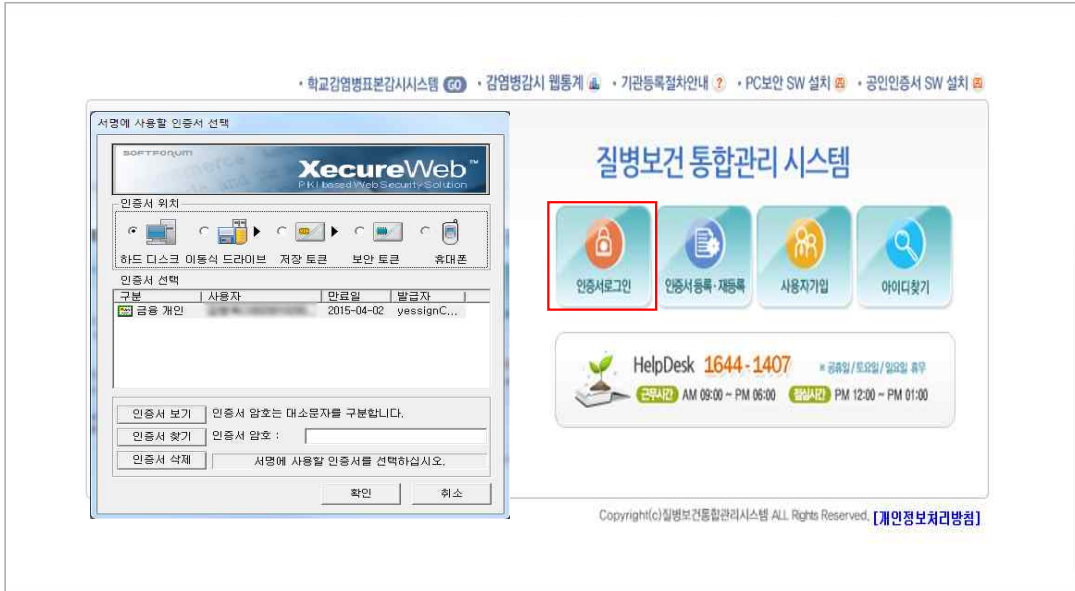 · 학교감염병표본감시시스템 GO · 감염병감시 웹통계 · 기관등록절차안내 ? · PC보안 SW 설치 · 공인인증서 SW 설치
서명에 사용할 인증서 선택
SOFTFORUM
XecureWeb™
PKI based Web Security Solution
인증서 위치
하드 디스크 이동식 드라이브 저장 토큰 보안 토큰 휴대폰
인증서 선택
구분 사용자 만료일 발급자
금융 개인 2015-04-02 yessignC...
인증서 보기 인증서 암호는 대소문자를 구분합니다.
인증서 찾기 인증서 암호 :
인증서 삭제 서명에 사용할 인증서를 선택하십시오.
확인 취소
질병보건 통합관리 시스템
인증서로그인 인증서 등록·재등록 사용자가입 아이디찾기
HelpDesk 1644-1407 ※ 공휴일/토요일/일요일 휴무
근무시간 AM 09:00 ~ PM 06:00 점심시간 PM 12:00 ~ PM 01:00
Copyright(c)질병보건통합관리시스템 ALL Rights Reserved. [개인정보처리방침]